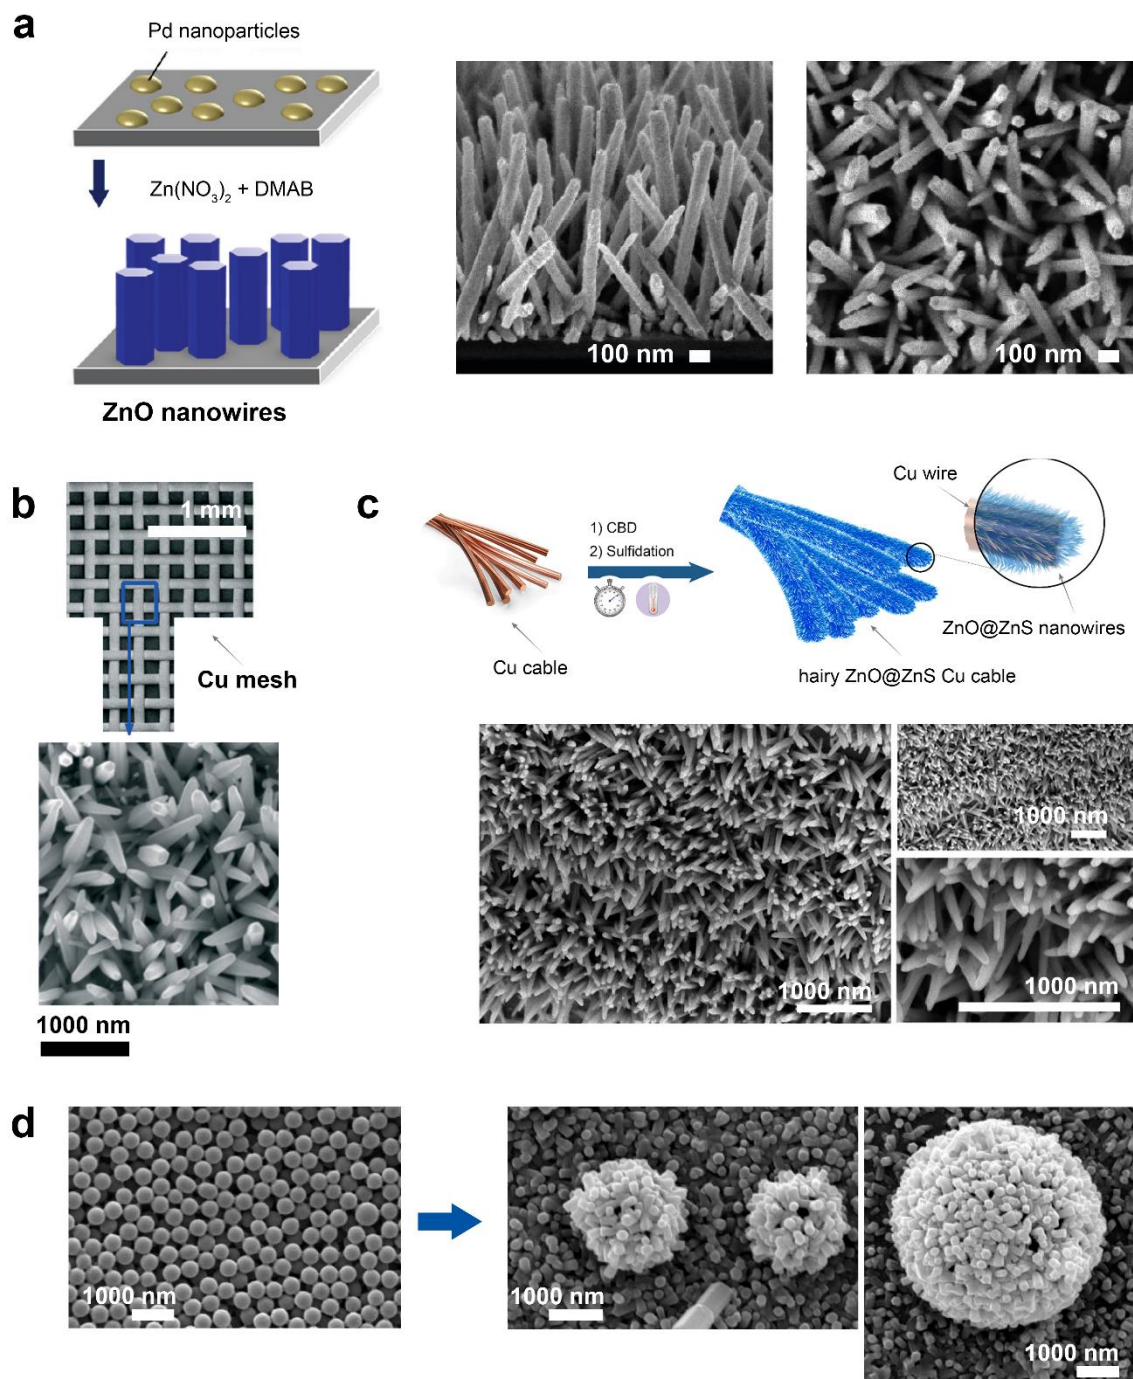 a
Pd nanoparticles
Zn(NO₃)₂ + DMAB
ZnO nanowires
100 nm
100 nm
b
1 mm
Cu mesh
1000 nm
c
Cu cable
1) CBD
2) Sulfidation
Cu wire
ZnO@ZnS nanowires
hairy ZnO@ZnS Cu cable
1000 nm
1000 nm
1000 nm
d
1000 nm
1000 nm
1000 nm